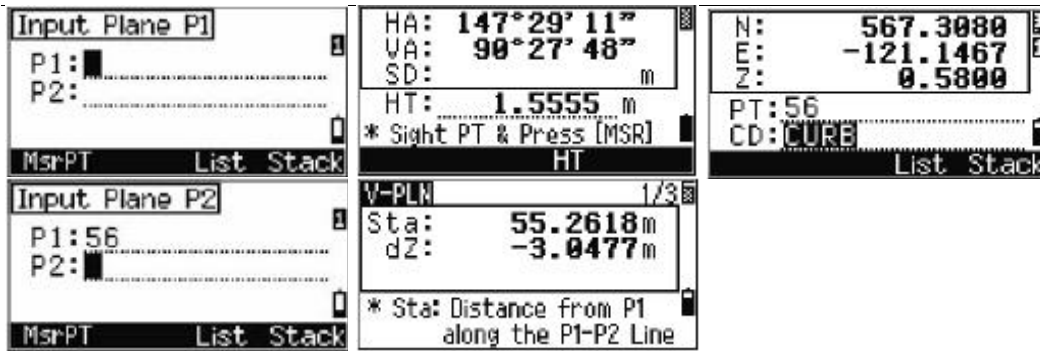 Input Plane P1
P1:
P2:
MsrPT List Stack
HA: 147°29'11"
VA: 90°27'48"
SD: m
HT: 1.5555 m
* Sight PT & Press [MSR]
HT
N: 567.3080
E: -121.1467
Z: 0.5800
PT:56
CD:CURB
List Stack
Input Plane P2
1
P1:56
P2:
MsrPT List Stack
V-PLN 1/3
Sta: 55.2618m
dZ: -3.0477m
* Sta: Distance from P1
along the P1-P2 Line